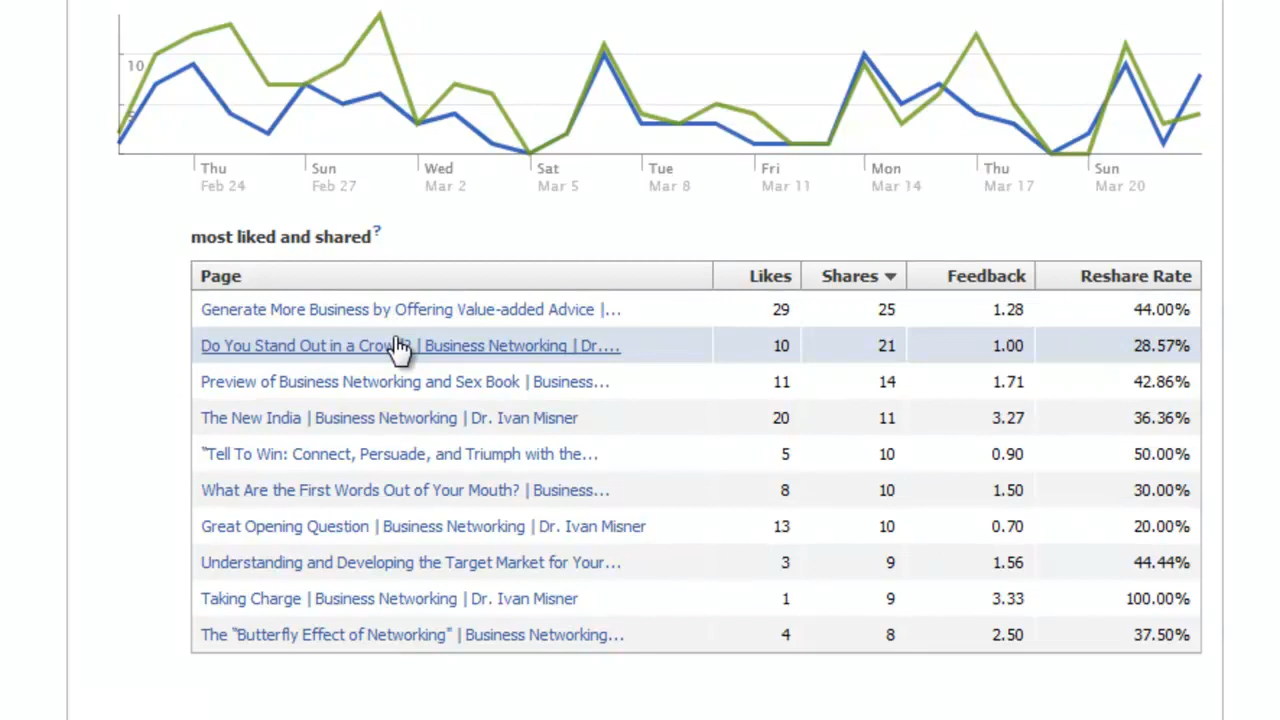 10
5
Thu Sun Wed Sat Tue Fri Mon Thu Sun
Feb 24 Feb 27 Mar 2 Mar 5 Mar 8 Mar 11 Mar 14 Mar 17 Mar 20
most liked and shared?
Page Likes Shares Feedback Reshare Rate
Generate More Business by Offering Value-added Advice |... 29 25 1.28 44.00%
Do You Stand Out in a Crowd? | Business Networking | Dr.... 10 21 1.00 28.57%
Preview of Business Networking and Sex Book | Business... 11 14 1.71 42.86%
The New India | Business Networking | Dr. Ivan Misner 20 11 3.27 36.36%
"Tell To Win: Connect, Persuade, and Triumph with the... 5 10 0.90 50.00%
What Are the First Words Out of Your Mouth? | Business... 8 10 1.50 30.00%
Great Opening Question | Business Networking | Dr. Ivan Misner 13 10 0.70 20.00%
Understanding and Developing the Target Market for Your... 3 9 1.56 44.44%
Taking Charge | Business Networking | Dr. Ivan Misner 1 9 3.33 100.00%
The "Butterfly Effect of Networking" | Business Networking... 4 8 2.50 37.50%